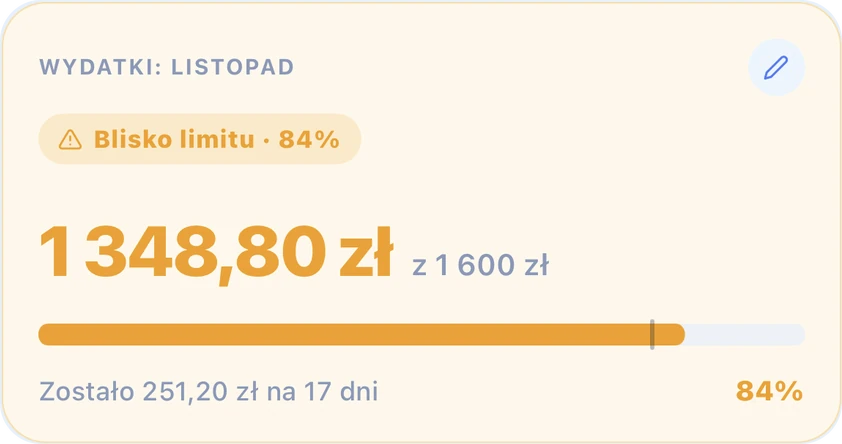 WYDATKI: LISTOPAD
Blisko limitu · 84%
1 348,80 zł z 1 600 zł
Zostało 251,20 zł na 17 dni 84%